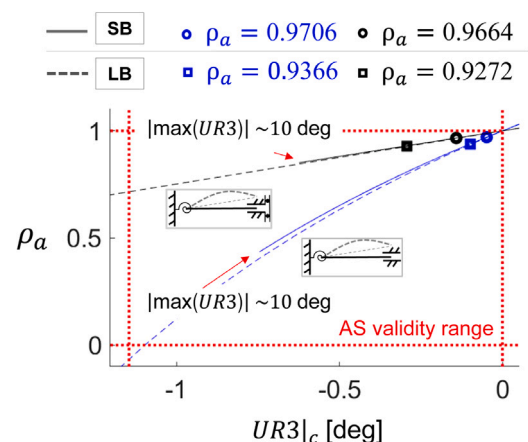 SB ρₐ = 0.9706 ρₐ = 0.9664
LB ρₐ = 0.9366 ρₐ = 0.9272
|max(UR3)| ~10 deg
1
0.5
0
ρₐ
|max(UR3)| ~10 deg
AS validity range
-1 -0.5 0
UR3|c [deg]